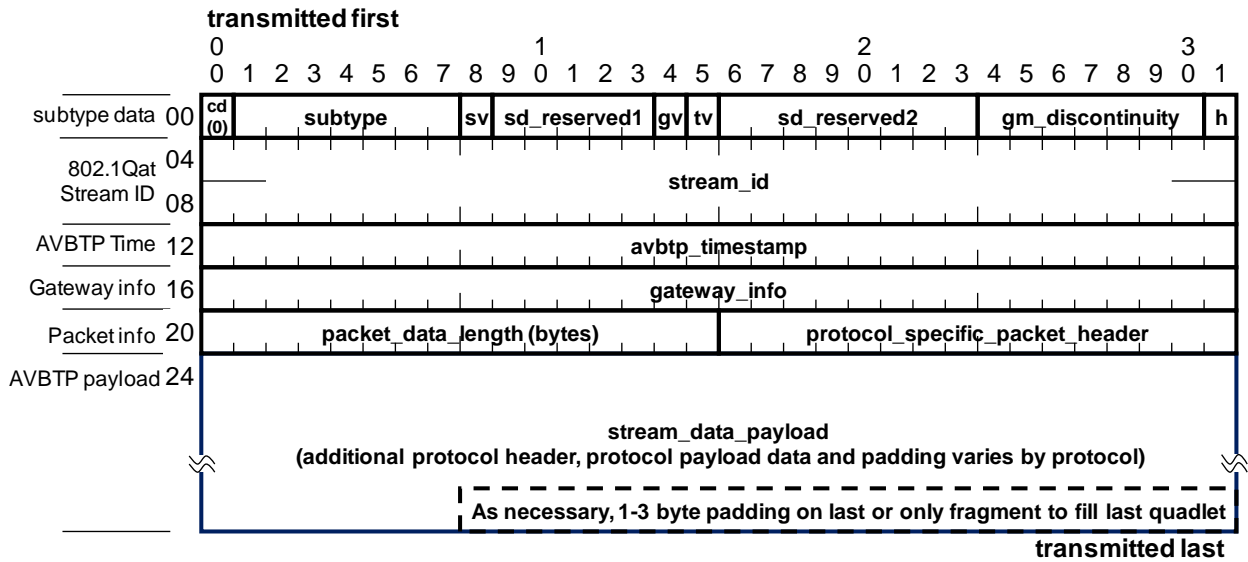 transmitted first
0 1 2 3
0 1 2 3 4 5 6 7 8 9 0 1 2 3 4 5 6 7 8 9 0 1 2 3 4 5 6 7 8 9 0 1
subtype data 00 cd (0) subtype sv sd_reserved1 gv tv sd_reserved2 gm_discontinuity h
802.1Qat 04
Stream ID stream_id
08
AVBTP Time 12 avbtp_timestamp
Gateway info 16 gateway_info
Packet info 20 packet_data_length (bytes) protocol_specific_packet_header
AVBTP payload 24
stream_data_payload
(additional protocol header, protocol payload data and padding varies by protocol)
As necessary, 1-3 byte padding on last or only fragment to fill last quadlet
transmitted last